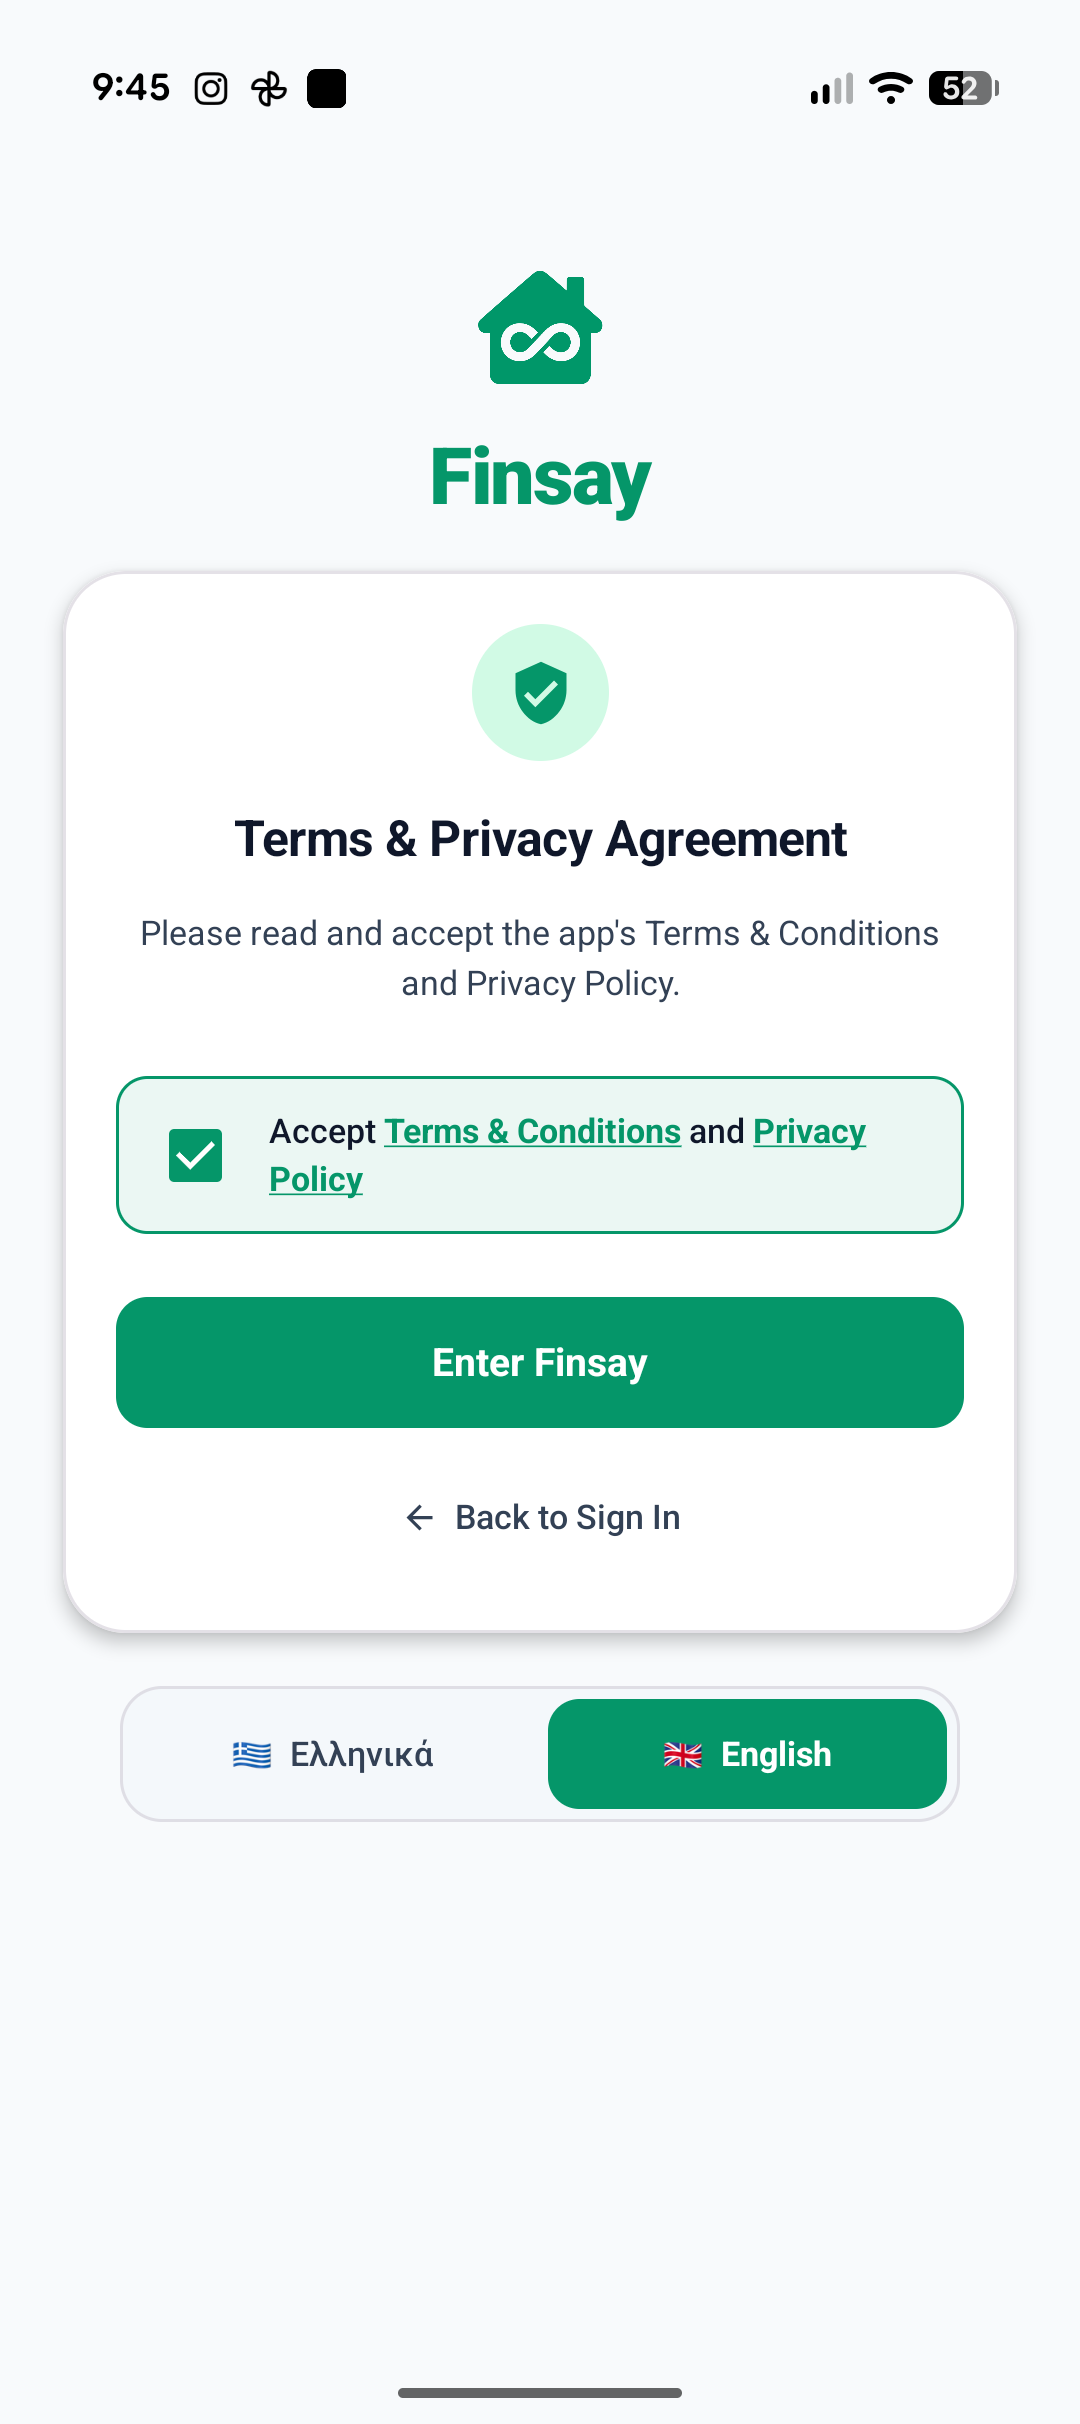 9:45
52
Finsay
Terms & Privacy Agreement
Please read and accept the app's Terms & Conditions
and Privacy Policy.
Accept Terms & Conditions and Privacy
Policy
Enter Finsay
Back to Sign In
Ελληνικά
English